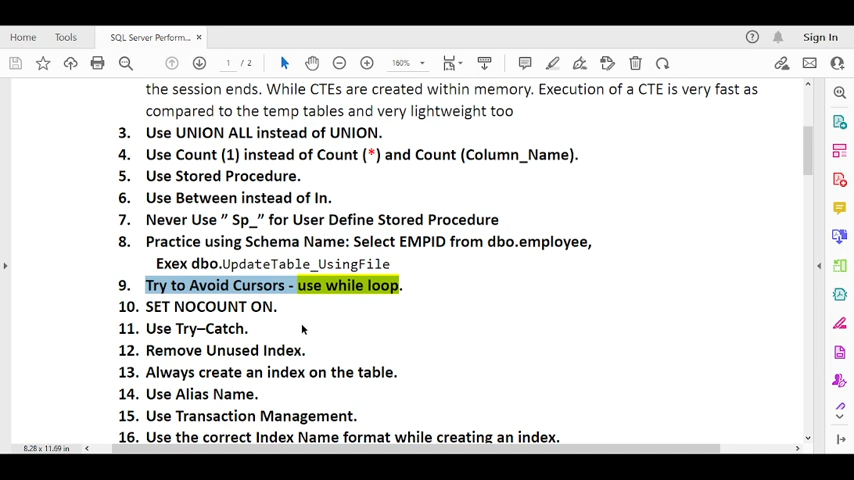 Home
Tools
SQL Server Perform... ×
Sign In
1 / 2
160%
the session ends. While CTEs are created within memory. Execution of a CTE is very fast as
compared to the temp tables and very lightweight too
3. Use UNION ALL instead of UNION.
4. Use Count (1) instead of Count (*) and Count (Column_Name).
5. Use Stored Procedure.
6. Use Between instead of In.
7. Never Use ” Sp_” for User Define Stored Procedure
8. Practice using Schema Name: Select EMPID from dbo.employee,
Exex dbo.UpdateTable_UsingFile
9. Try to Avoid Cursors - use while loop.
10. SET NOCOUNT ON.
11. Use Try–Catch.
12. Remove Unused Index.
13. Always create an index on the table.
14. Use Alias Name.
15. Use Transaction Management.
16. Use the correct Index Name format while creating an index.
8.28 x 11.69 in